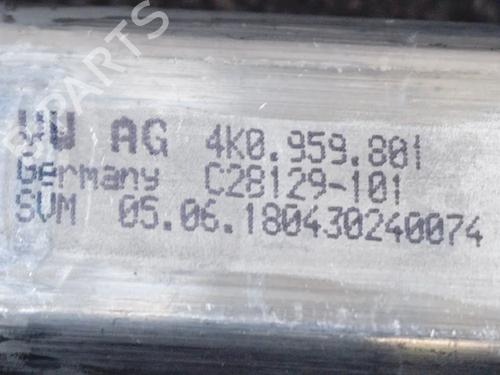 VW AG 4K0.959.801
Germany C28129-101
SVM 05.06.180430240074